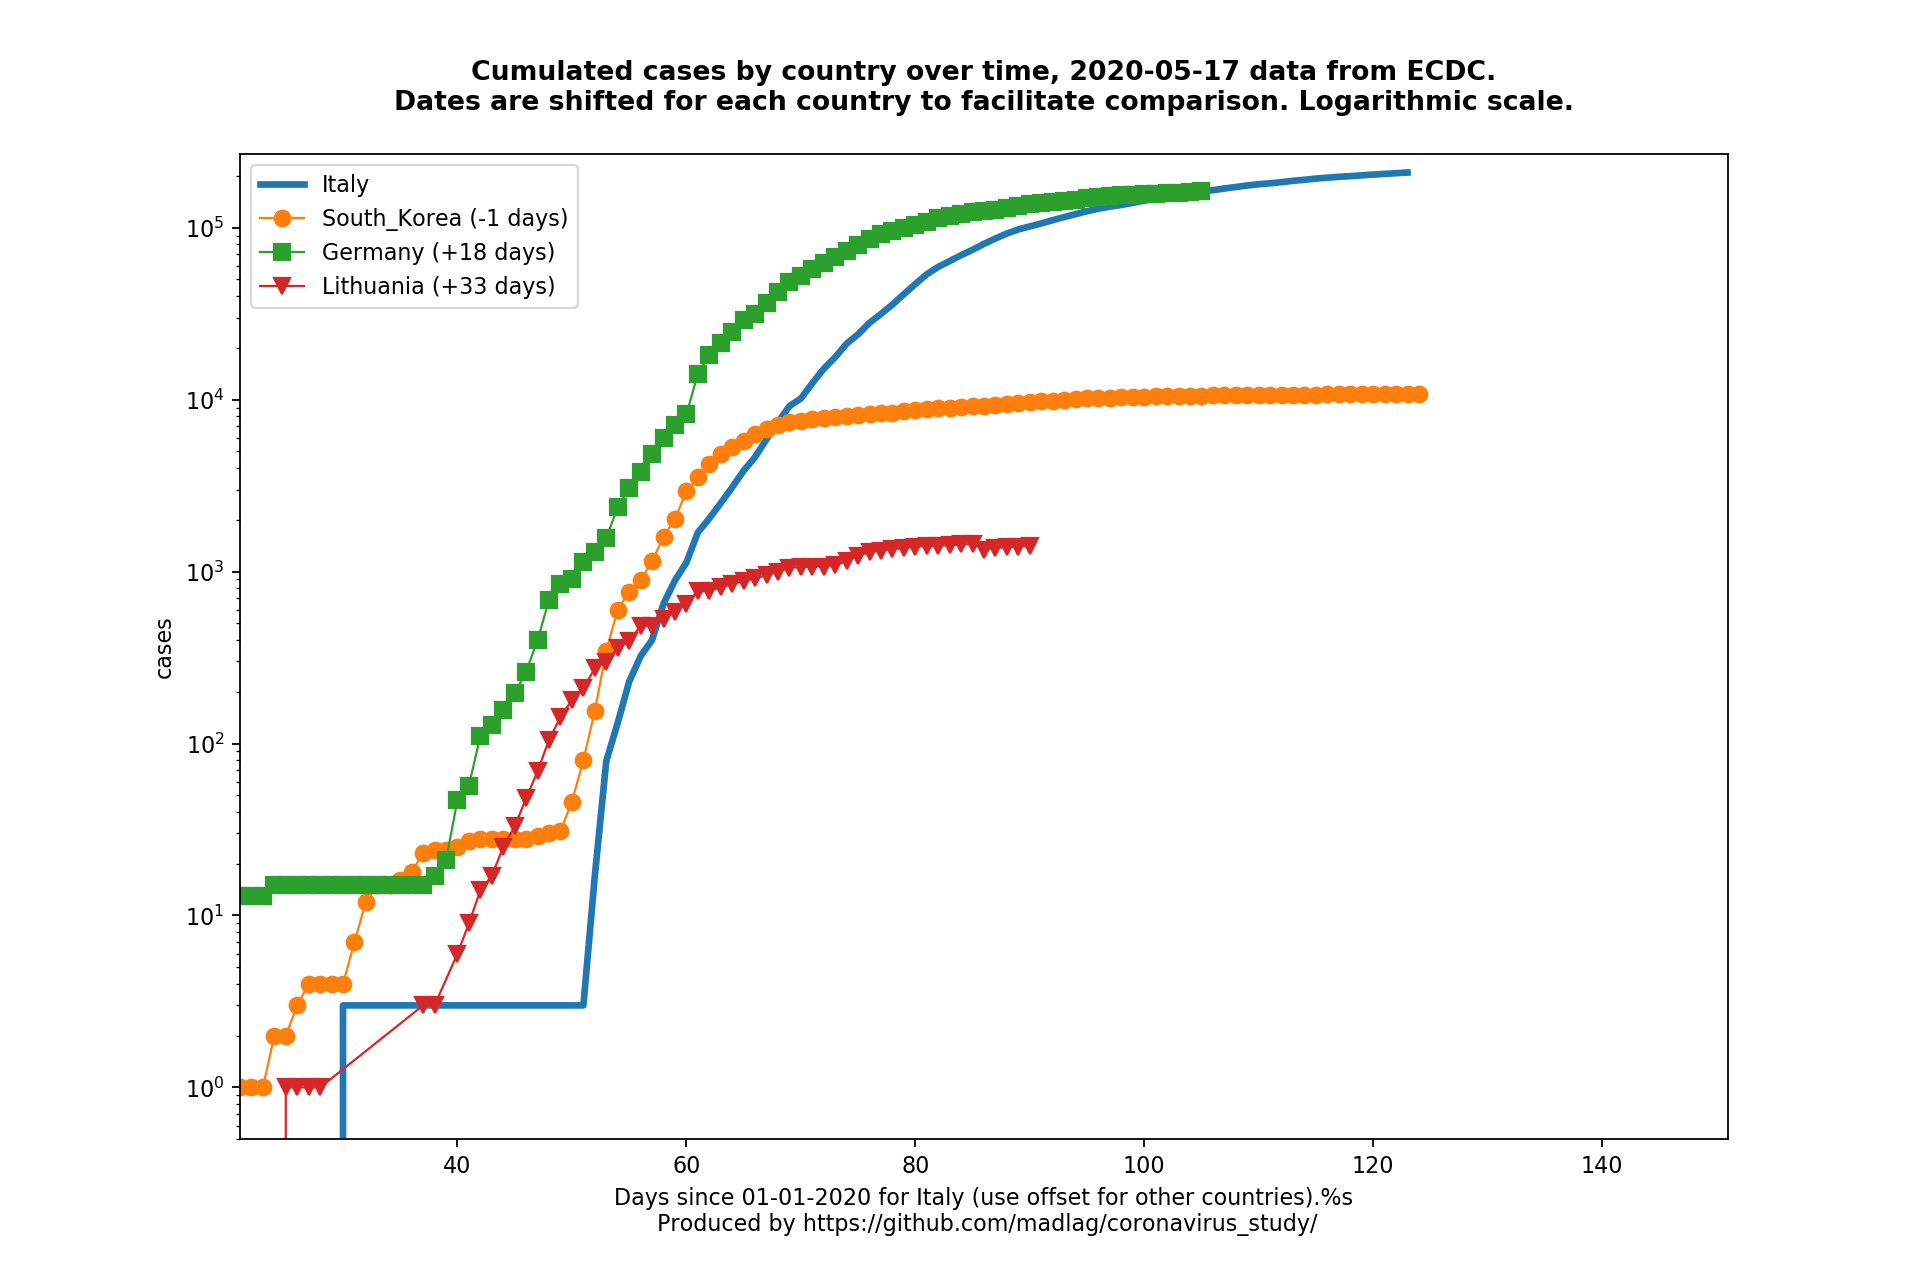 Cumulated cases by country over time, 2020-05-17 data from ECDC.
Dates are shifted for each country to facilitate comparison. Logarithmic scale.
Italy
South_Korea (-1 days)
Germany (+18 days)
Lithuania (+33 days)
10^5
10^4
10^3
10^2
10^1
10^0
cases
40 60 80 100 120 140
Days since 01-01-2020 for Italy (use offset for other countries).%s
Produced by https://github.com/madlag/coronavirus_study/